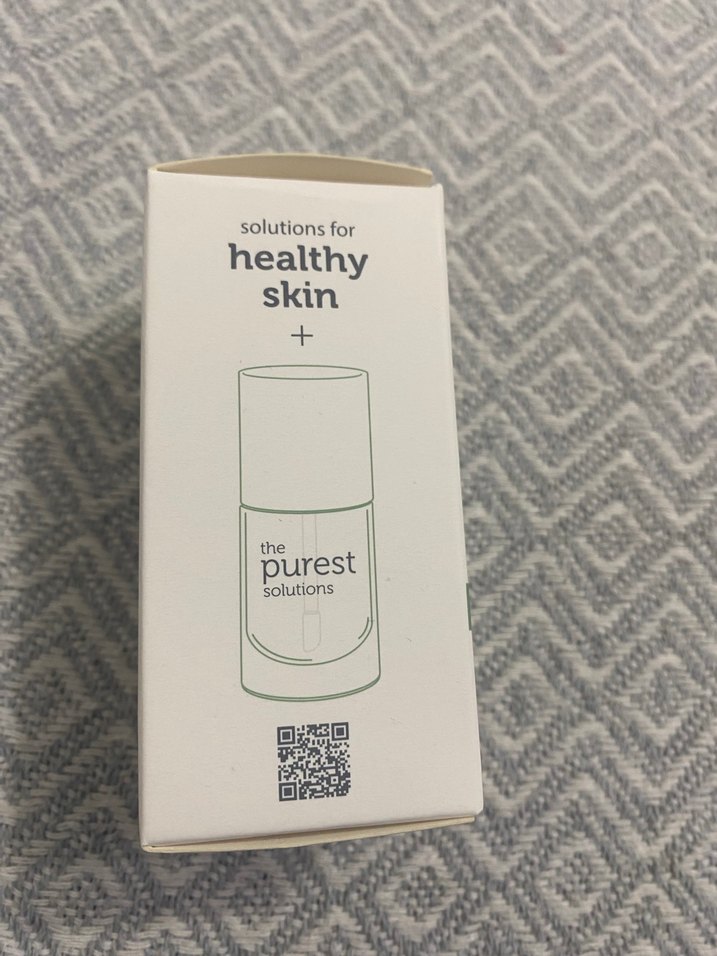 solutions for
healthy
skin
+
the
purest
solutions